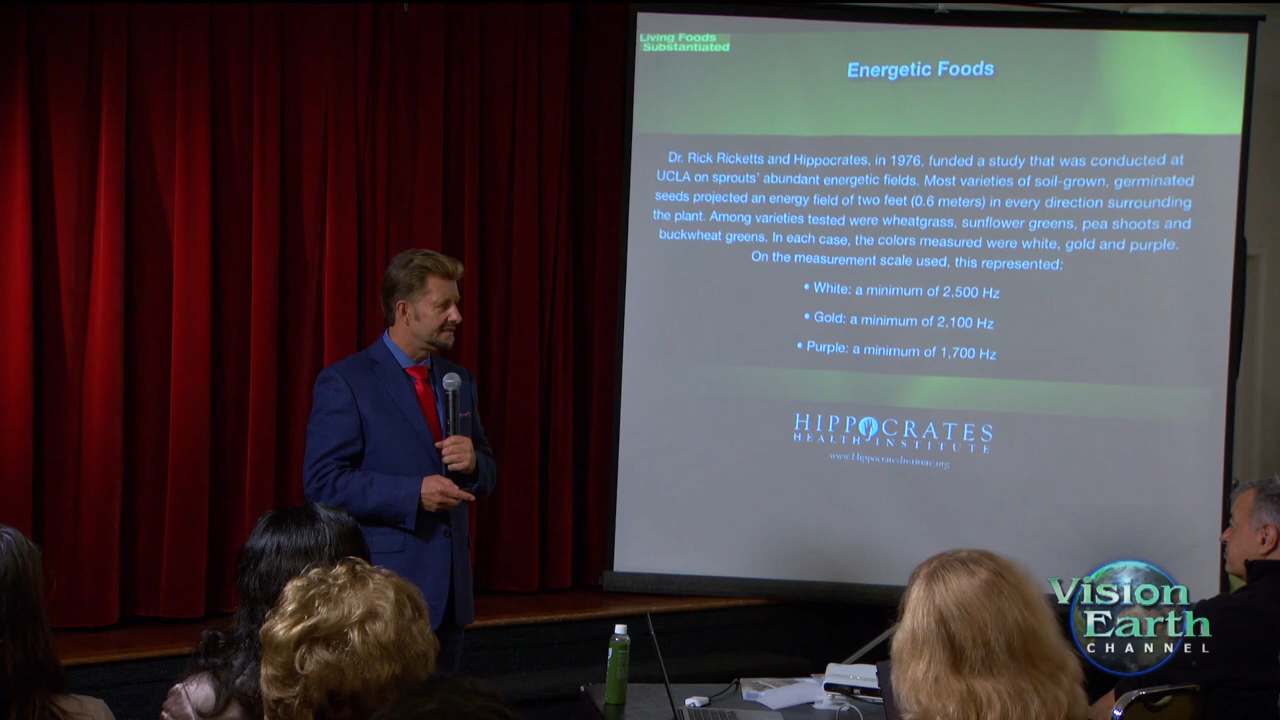 Living Foods
Substantiated
Energetic Foods
Dr. Rick Ricketts and Hippocrates, in 1976, funded a study that was conducted at
UCLA on sprouts' abundant energetic fields. Most varieties of soil-grown, germinated
seeds projected an energy field of two feet (0.6 meters) in every direction surrounding
the plant. Among varieties tested were wheatgrass, sunflower greens, pea shoots and
buckwheat greens. In each case, the colors measured were white, gold and purple.
On the measurement scale used, this represented:
• White: a minimum of 2,500 Hz
• Gold: a minimum of 2,100 Hz
• Purple: a minimum of 1,700 Hz
HIPPOCRATES
HEALTH INSTITUTE
www.HippocratesInstitute.org
Vision
Earth
CHANNEL